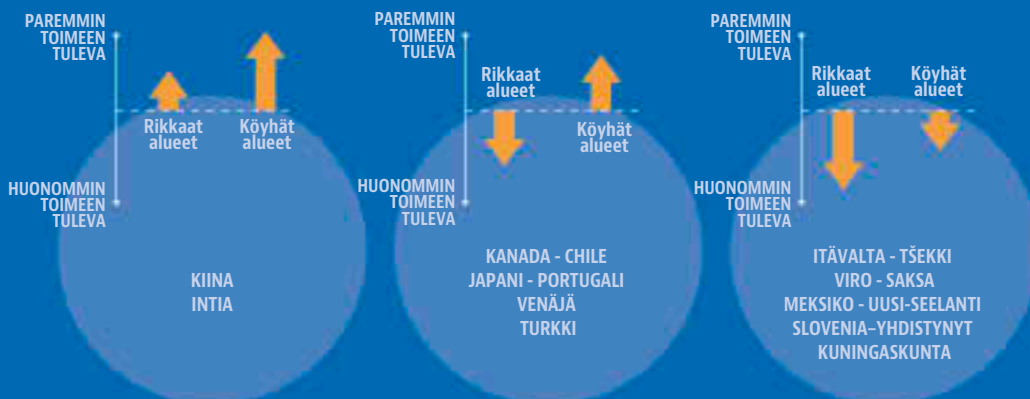 PAREMMIN
TOIMEEN
TULEVA
Rikkaat
alueet
Köyhät
alueet
HUONOMMIN
TOIMEEN
TULEVA
KIINA
INTIA
PAREMMIN
TOIMEEN
TULEVA
Rikkaat
alueet
Köyhät
alueet
HUONOMMIN
TOIMEEN
TULEVA
KANADA - CHILE
JAPANI - PORTUGALI
VENÄJÄ
TURKKI
PAREMMIN
TOIMEEN
TULEVA
Rikkaat
alueet
Köyhät
alueet
HUONOMMIN
TOIMEEN
TULEVA
ITÄVALTA - TŠEKKI
VIRO - SAKSA
MEKSIKO - UUSI-SEELANTI
SLOVENIA–YHDISTYNYT
KUNINGASKUNTA